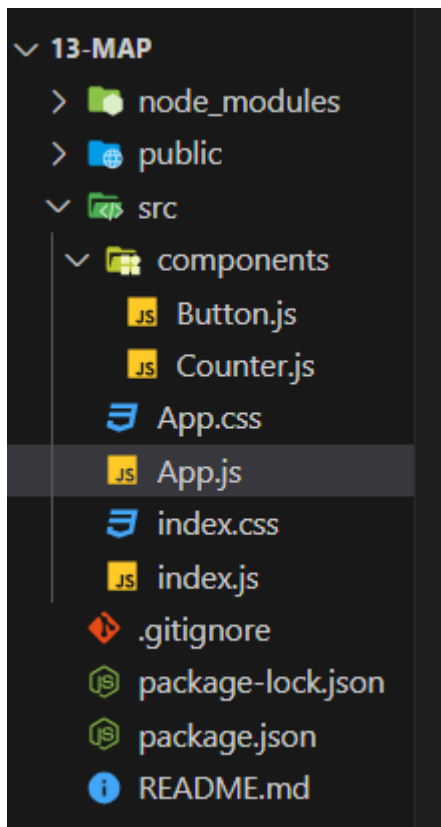 13-MAP
node_modules
public
src
components
JS Button.js
JS Counter.js
App.css
JS App.js
index.css
JS index.js
.gitignore
package-lock.json
package.json
README.md